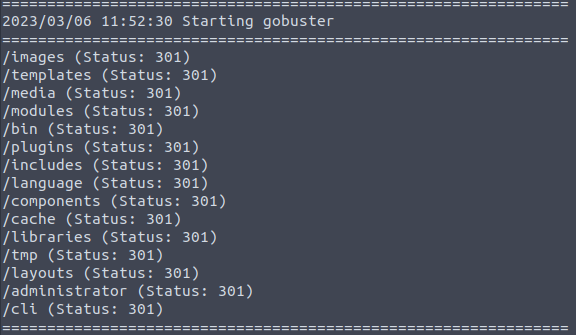 ===============================================================
2023/03/06 11:52:30 Starting gobuster
===============================================================
/images (Status: 301)
/templates (Status: 301)
/media (Status: 301)
/modules (Status: 301)
/bin (Status: 301)
/plugins (Status: 301)
/includes (Status: 301)
/language (Status: 301)
/components (Status: 301)
/cache (Status: 301)
/libraries (Status: 301)
/tmp (Status: 301)
/layouts (Status: 301)
/administrator (Status: 301)
/cli (Status: 301)
===============================================================